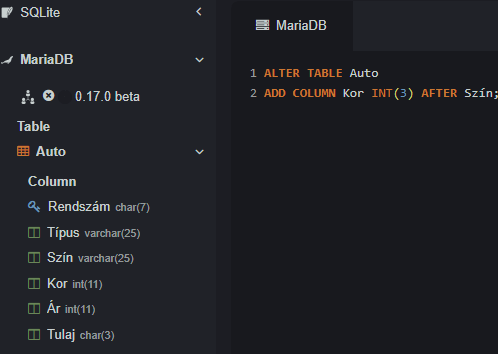 SQLite
MariaDB
0.17.0 beta
Table
Auto
Column
Rendszám char(7)
Típus varchar(25)
Szín varchar(25)
Kor int(11)
Ár int(11)
Tulaj char(3)
MariaDB
1 ALTER TABLE Auto
2 ADD COLUMN Kor INT(3) AFTER Szín;